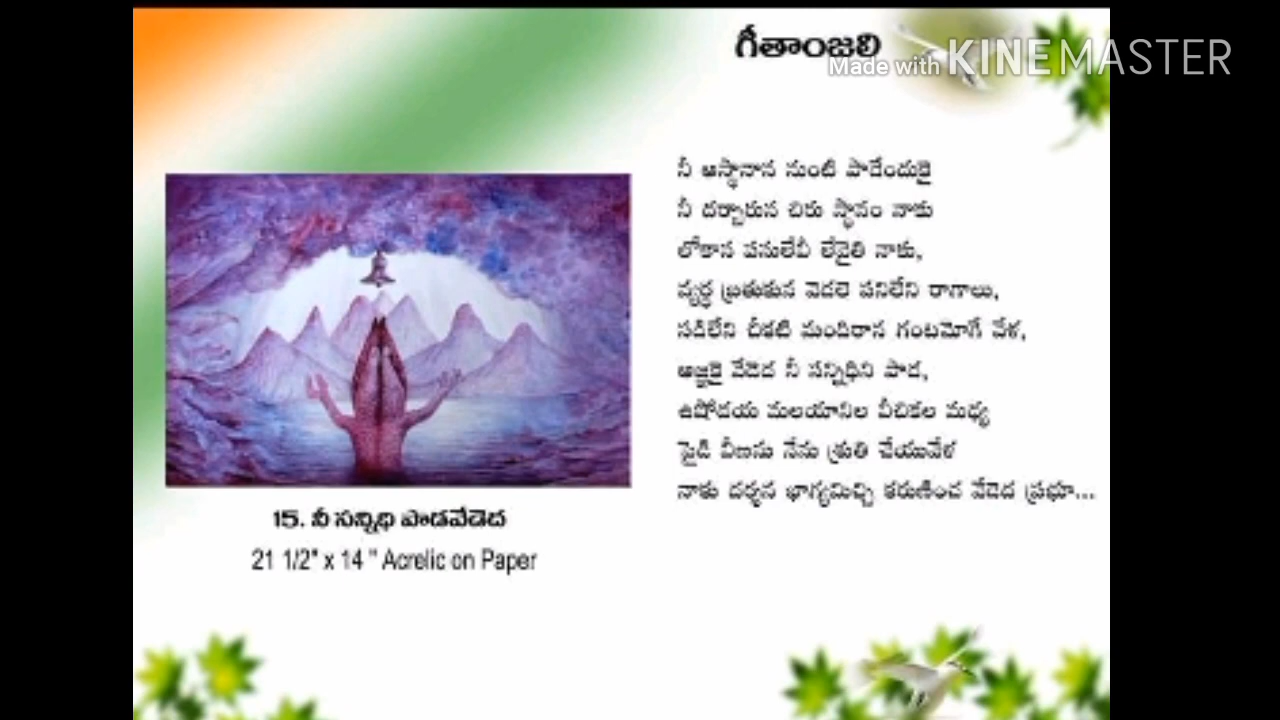 గీతాంజలి
Made with KINEMASTER
నీ ఆస్థానాన నుంటి పాడేందుకై
నీ దర్బారున చిరు స్థానం నాకు
లోకాన పనులేవీ లేవైతి నాకు,
వ్యర్థ బ్రతుకున వెడలె పనిలేని రాగాలు,
సడిలేని చీకటి మందిరాన గంటమోగే వేళ,
ఆజ్ఞకై వేడెద నీ సన్నిధిని పాడ,
ఉషోదయ మలయానిల వీచికల మధ్య
పైడి వీణను నేను శ్రుతి చేయువేళ
నాకు దర్శన భాగ్యమిచ్చి కరుణించ వేడెద ప్రభూ...
15. నీ సన్నిధి పాడవేడెద
21 1/2" x 14 " Acrelic on Paper